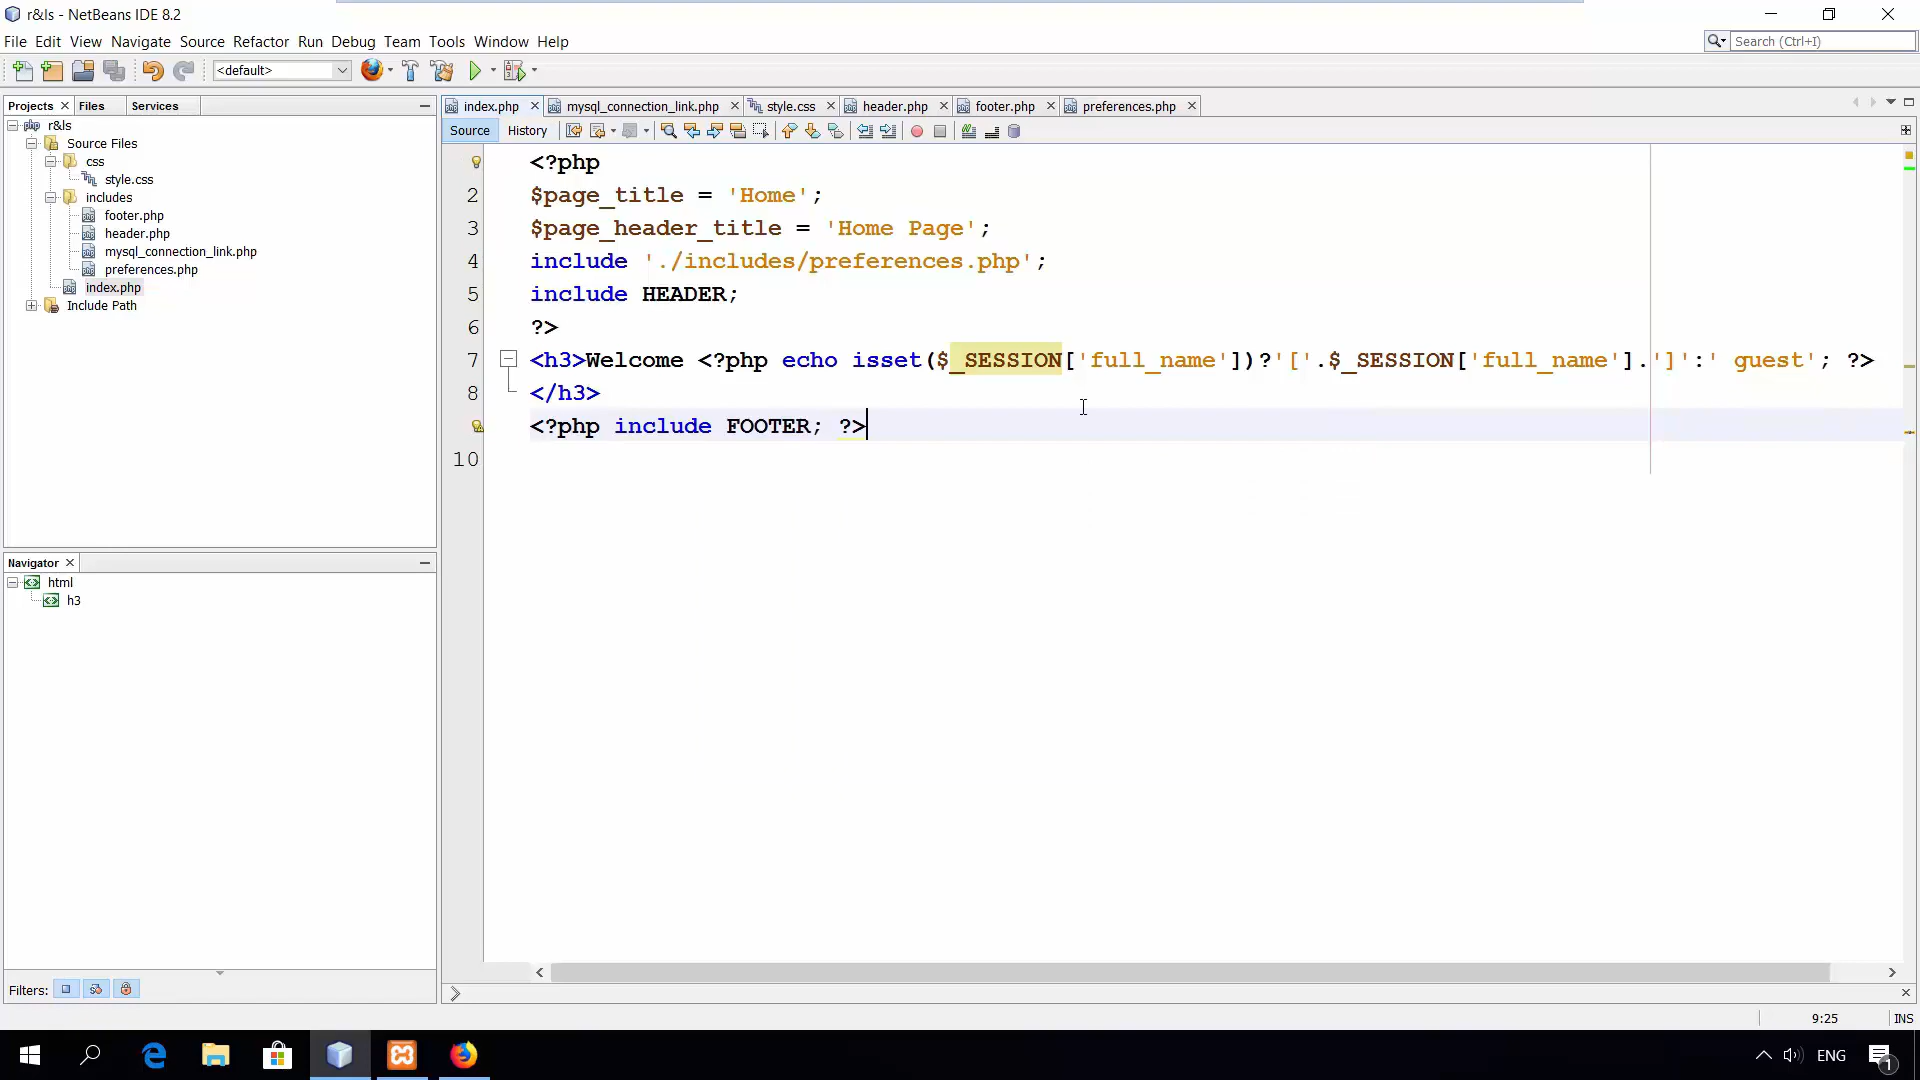 r&ls - NetBeans IDE 8.2
File Edit View Navigate Source Refactor Run Debug Team Tools Window Help
Search (Ctrl+I)
<default>
Projects Files Services
r&ls
Source Files
css
style.css
includes
footer.php
header.php
mysql_connection_link.php
preferences.php
index.php
Include Path
Navigator
html
h3
Filters:
index.php mysql_connection_link.php style.css header.php footer.php preferences.php
Source History
<?php
2 $page_title = 'Home';
3 $page_header_title = 'Home Page';
4 include './includes/preferences.php';
5 include HEADER;
6 ?>
7 <h3>Welcome <?php echo isset($_SESSION['full_name'])?'['.$_SESSION['full_name'].']':' guest'; ?>
8 </h3>
<?php include FOOTER; ?>
10
9:25 INS
ENG
1